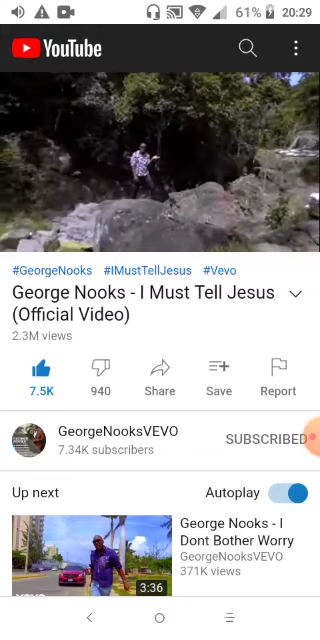 61% 20:29
YouTube
#GeorgeNooks #IMustTellJesus #Vevo
George Nooks - I Must Tell Jesus
(Official Video)
2.3M views
7.5K 940 Share Save Report
GeorgeNooksVEVO
7.34K subscribers
SUBSCRIBED
Up next
Autoplay
3:36
George Nooks - I
Dont Bother Worry
GeorgeNooksVEVO
371K views